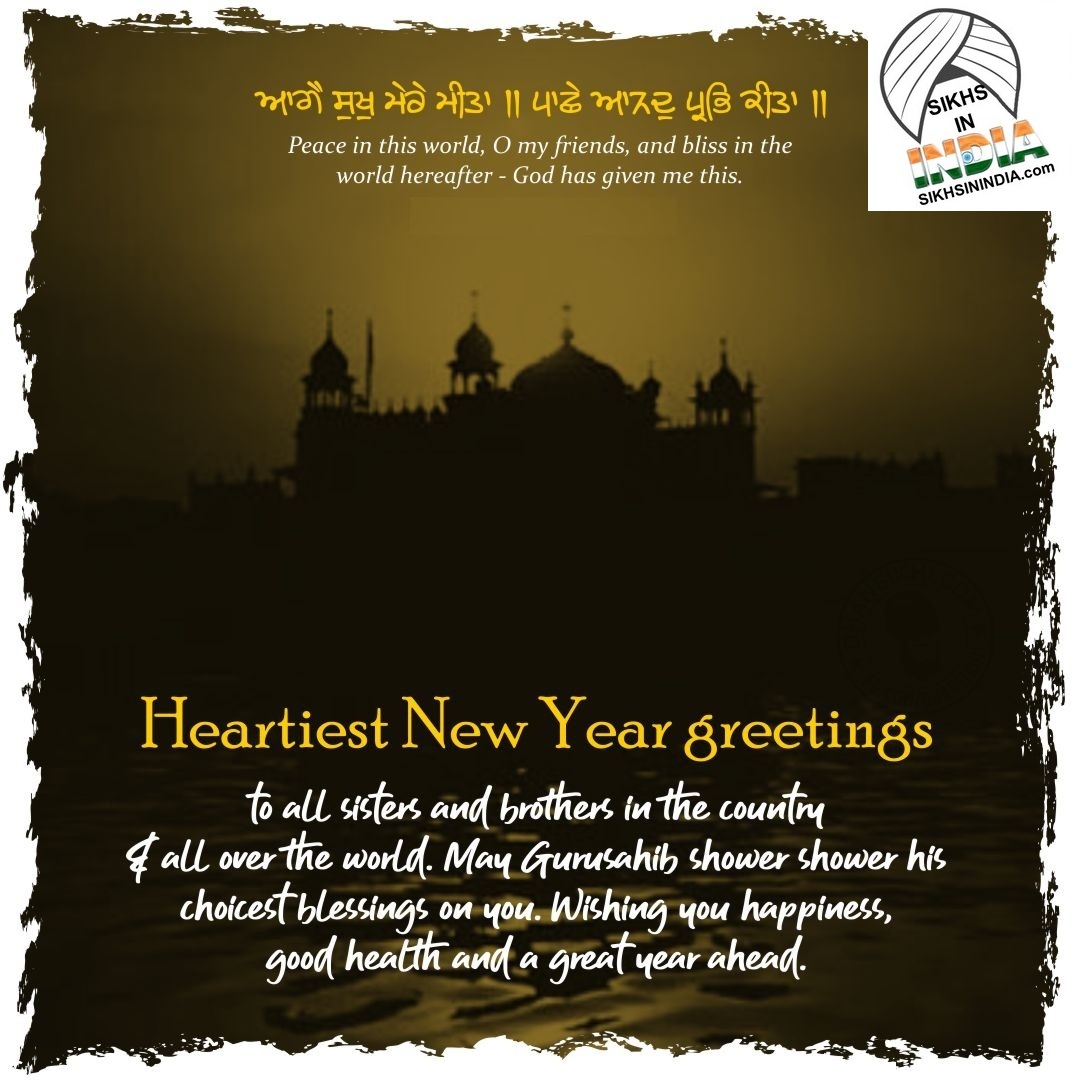 ਆਗੈ ਸੁਖੁ ਮੇਰੇ ਮੀਤਾ ॥ ਪਾਛੇ ਆਨਦੁ ਪ੍ਰਭਿ ਕੀਤਾ ॥
Peace in this world, O my friends, and bliss in the
world hereafter - God has given me this.
SIKHS
IN
INDIA
SIKHSININDIA.com
Heartiest New Year greetings
to all sisters and brothers in the country
& all over the world. May Gurusahib shower shower his
choicest blessings on you. Wishing you happiness,
good health and a great year ahead.